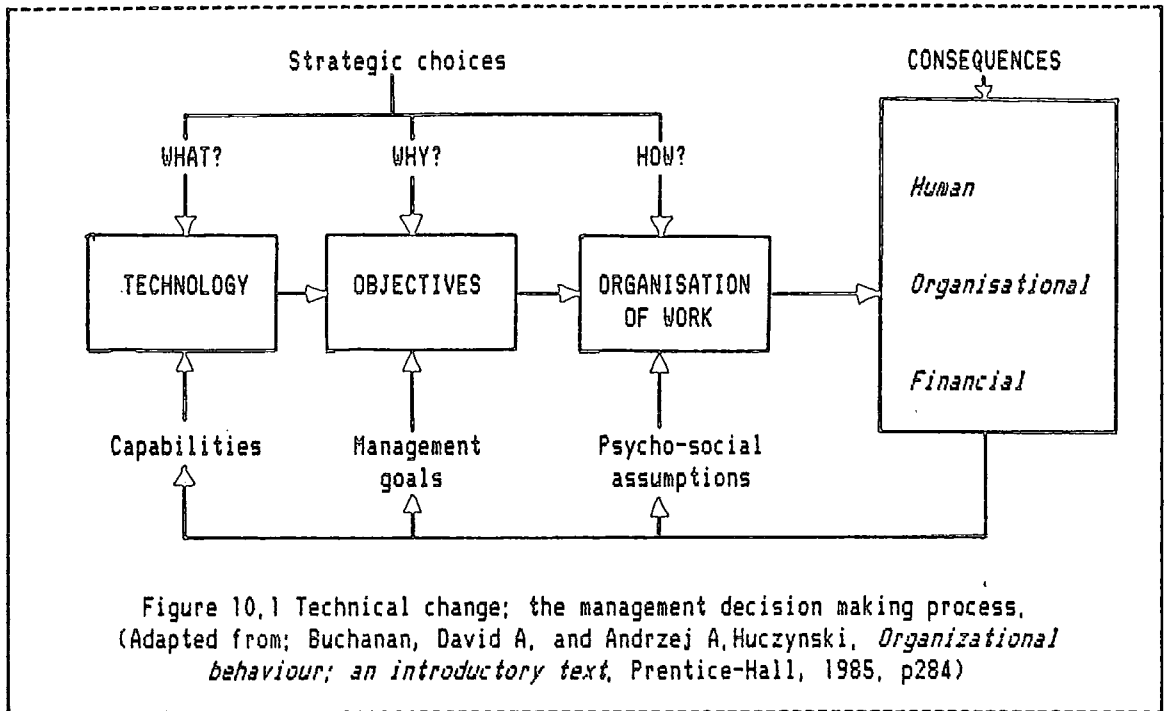 Strategic choices
CONSEQUENCES
WHAT?
WHY?
HOW?
Human
TECHNOLOGY
OBJECTIVES
ORGANISATION
OF WORK
Organisational
Financial
Capabilities
Management
goals
Psycho-social
assumptions
Figure 10.1 Technical change; the management decision making process.
(Adapted from; Buchanan, David A. and Andrzej A.Huczynski. Organizational
behaviour; an introductory text, Prentice-Hall, 1985, p284)